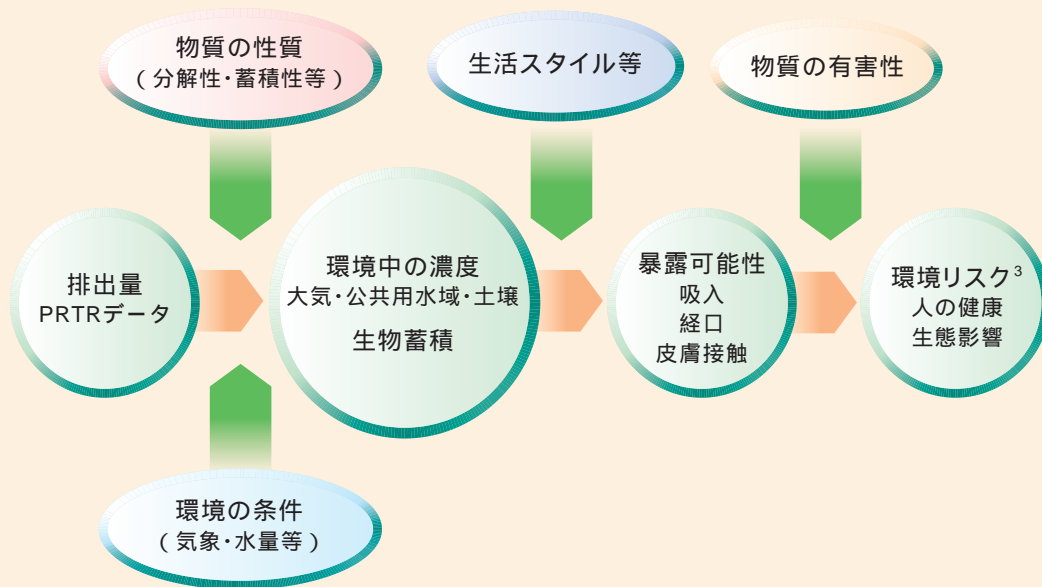 物質の性質
(分解性・蓄積性等)
生活スタイル等
物質の有害性
排出量
PRTRデータ
環境中の濃度
大気・公共用水域・土壌
生物蓄積
暴露可能性
吸入
経口
皮膚接触
環境リスク3
人の健康
生態影響
環境の条件
(気象・水量等)